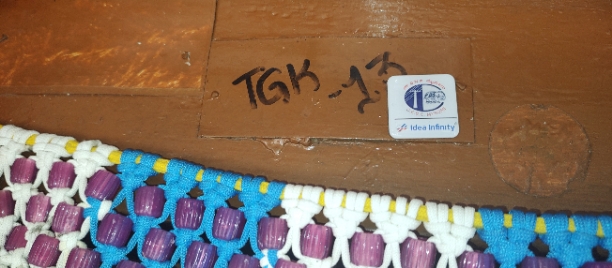 TGK -13
Idea Infinity